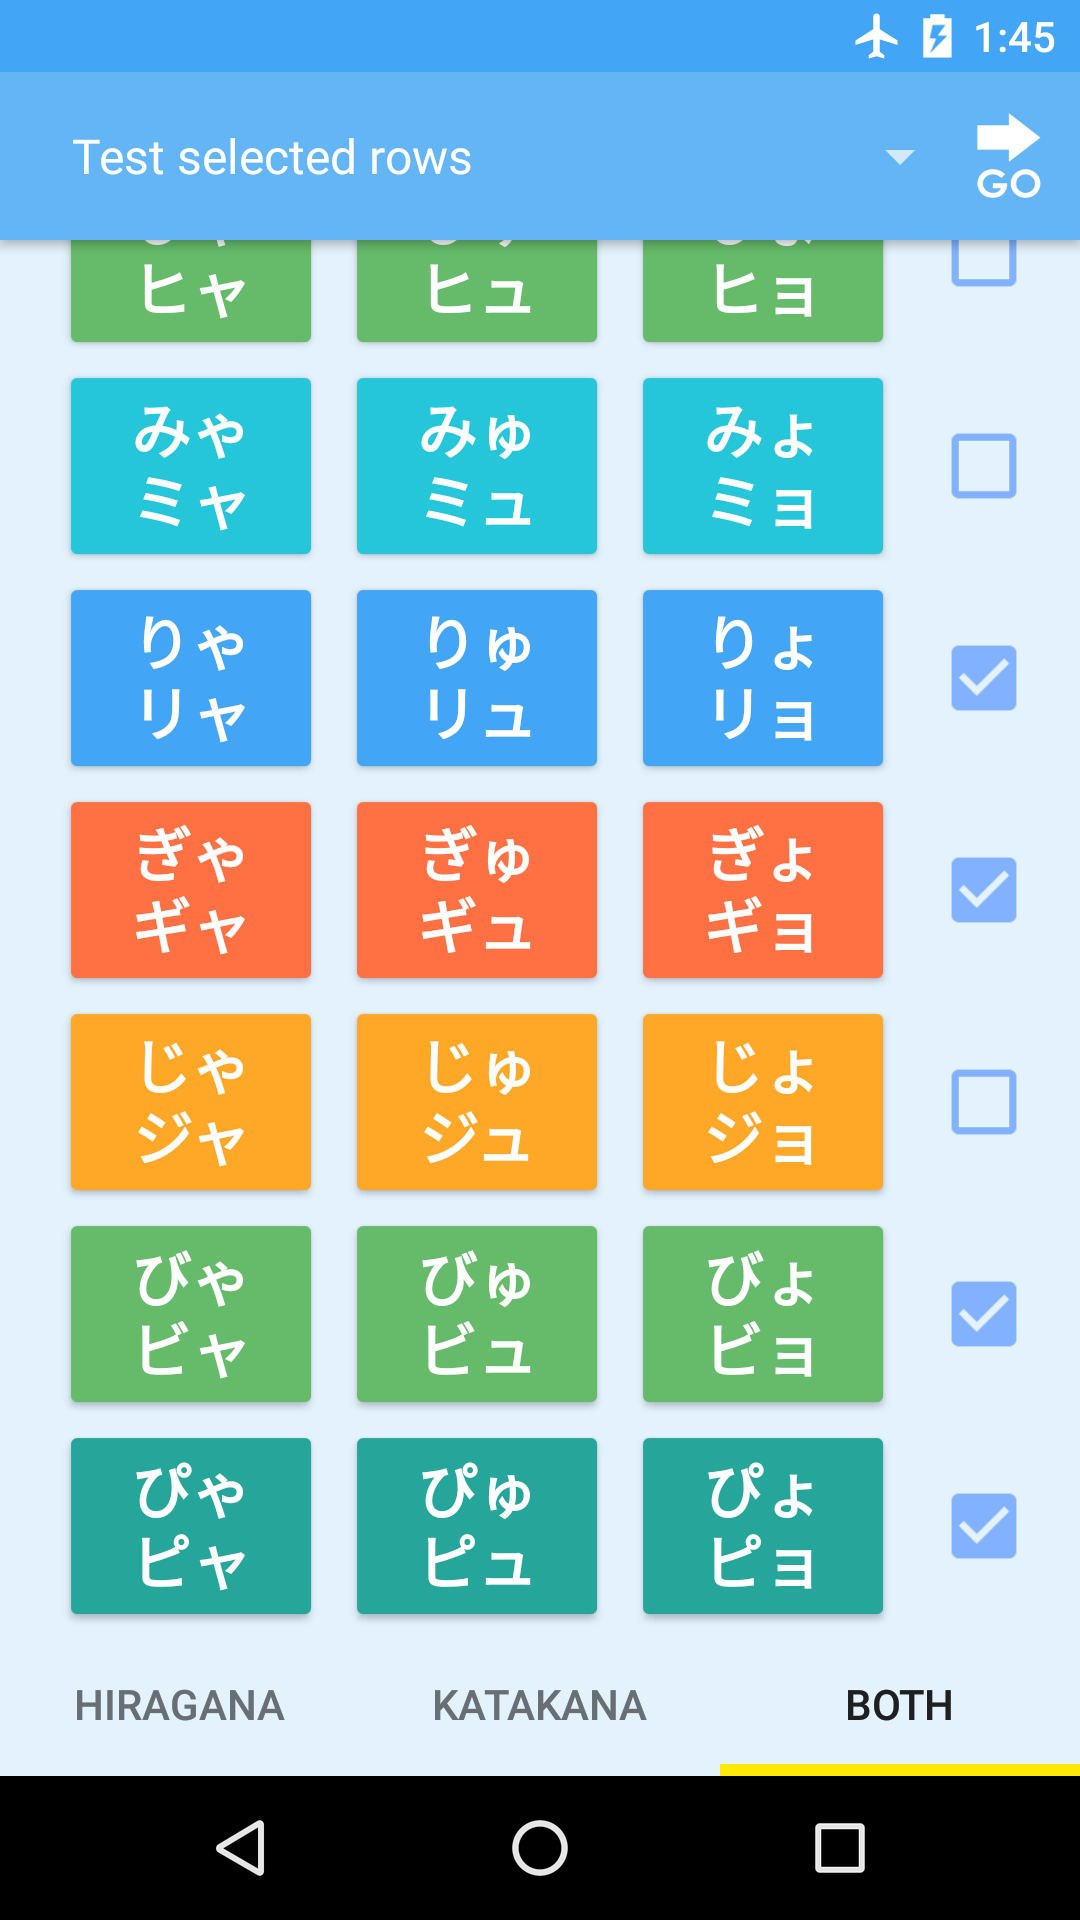 1:45
Test selected rows
GO
ヒャ ヒュ ヒョ
みゃ みゅ みょ
ミャ ミュ ミョ
りゃ りゅ りょ
リャ リュ リョ
ぎゃ ぎゅ ぎょ
ギャ ギュ ギョ
じゃ じゅ じょ
ジャ ジュ ジョ
びゃ びゅ びょ
ビャ ビュ ビョ
ぴゃ ぴゅ ぴょ
ピャ ピュ ピョ
HIRAGANA KATAKANA BOTH